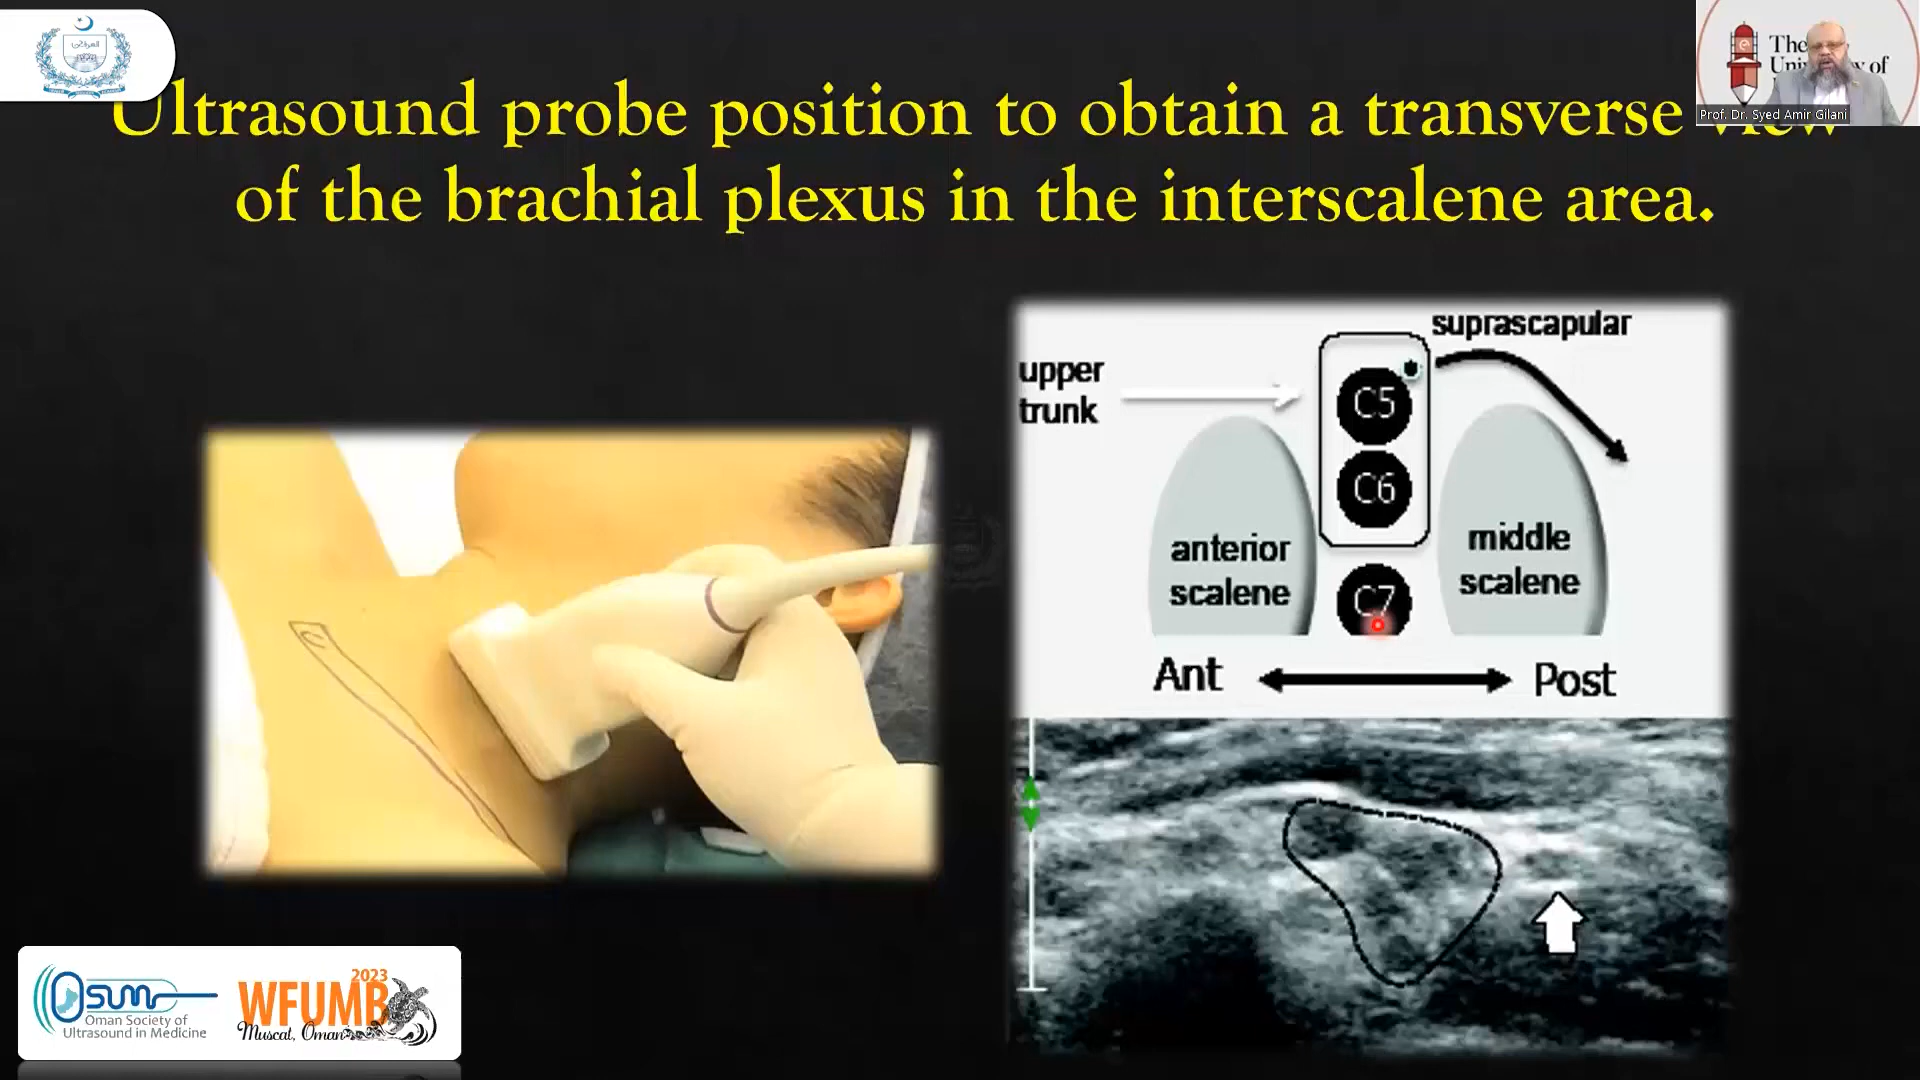 Ultrasound probe position to obtain a transverse view
of the brachial plexus in the interscalene area.
The
Prof. Dr. Syed Amir Gilani
suprascapular
upper
trunk
C5
C6
anterior
scalene
middle
scalene
C7
Ant
Post
C
OSUM
Oman Society of
Ultrasound in Medicine
2023
WFUMB
Muscat, Oman